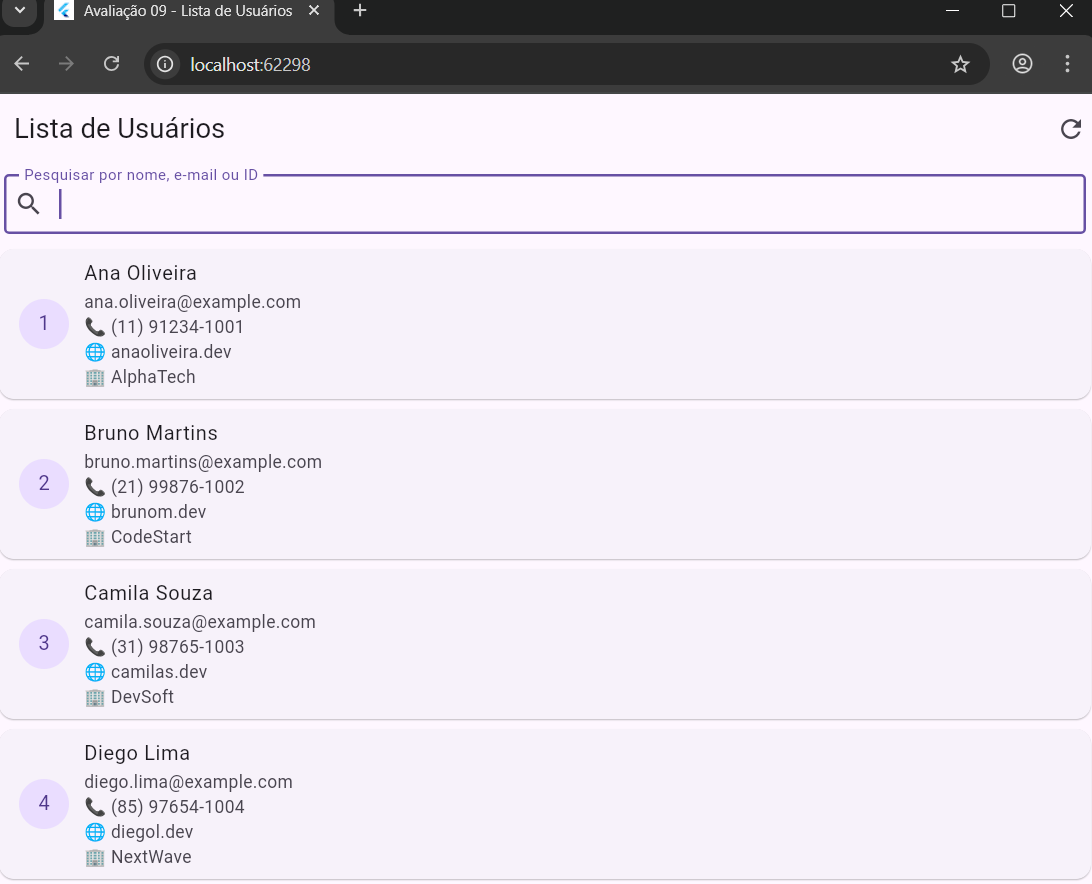 Avaliação 09 - Lista de Usuários
localhost:62298
Lista de Usuários
Pesquisar por nome, e-mail ou ID
1
Ana Oliveira
ana.oliveira@example.com
📞 (11) 91234-1001
🌐 anaoliveira.dev
🏢 AlphaTech
2
Bruno Martins
bruno.martins@example.com
📞 (21) 99876-1002
🌐 brunom.dev
🏢 CodeStart
3
Camila Souza
camila.souza@example.com
📞 (31) 98765-1003
🌐 camilas.dev
🏢 DevSoft
4
Diego Lima
diego.lima@example.com
📞 (85) 97654-1004
🌐 diegol.dev
🏢 NextWave